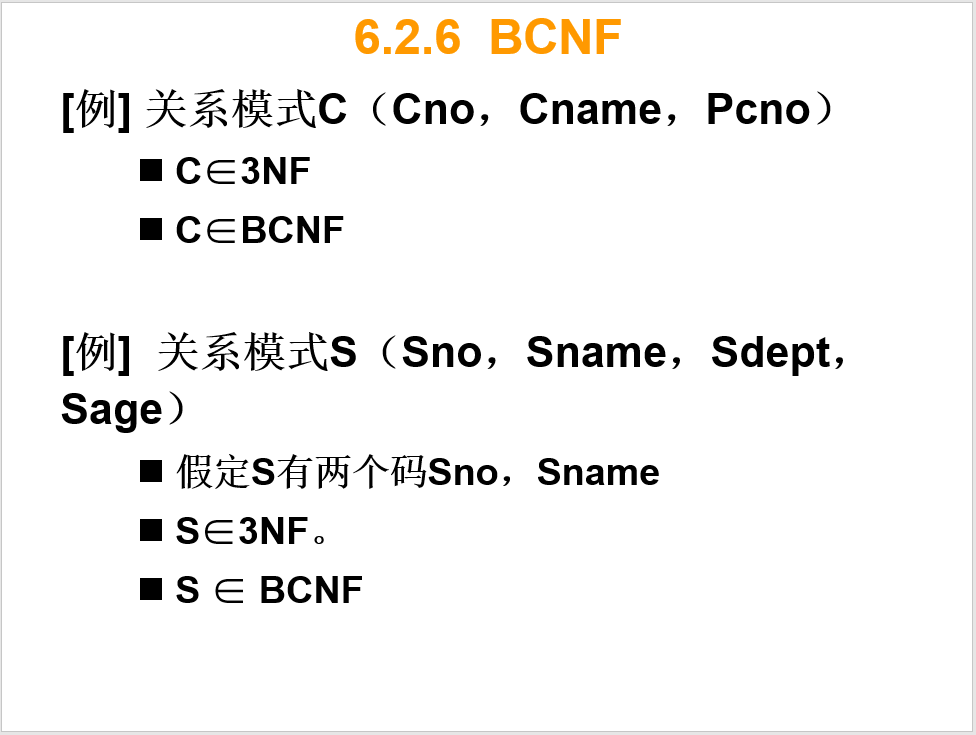 6.2.6 BCNF
[例] 关系模式C（Cno，Cname，Pcno）
■ C∈3NF
■ C∈BCNF
[例] 关系模式S（Sno，Sname，Sdept，
Sage）
■ 假定S有两个码Sno，Sname
■ S∈3NF。
■ S ∈ BCNF